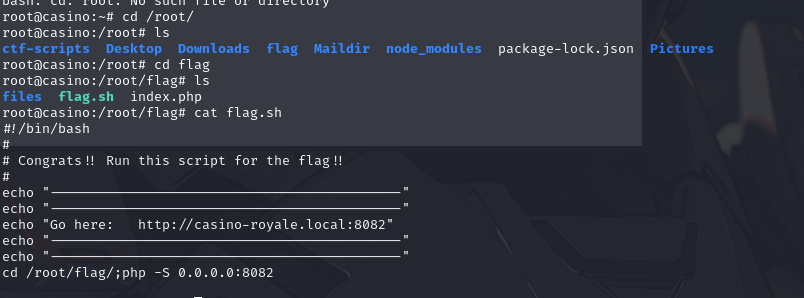 bash: cd: root: No such file or directory
root@casino:~# cd /root/
root@casino:/root# ls
ctf-scripts Desktop Downloads flag Maildir node_modules package-lock.json Pictures
root@casino:/root# cd flag
root@casino:/root/flag# ls
files flag.sh index.php
root@casino:/root/flag# cat flag.sh
#!/bin/bash
#
# Congrats!! Run this script for the flag!!
#
echo "--------------------------------------------"
echo "--------------------------------------------"
echo "Go here:   http://casino-royale.local:8082"
echo "--------------------------------------------"
echo "--------------------------------------------"
cd /root/flag/;php -S 0.0.0.0:8082